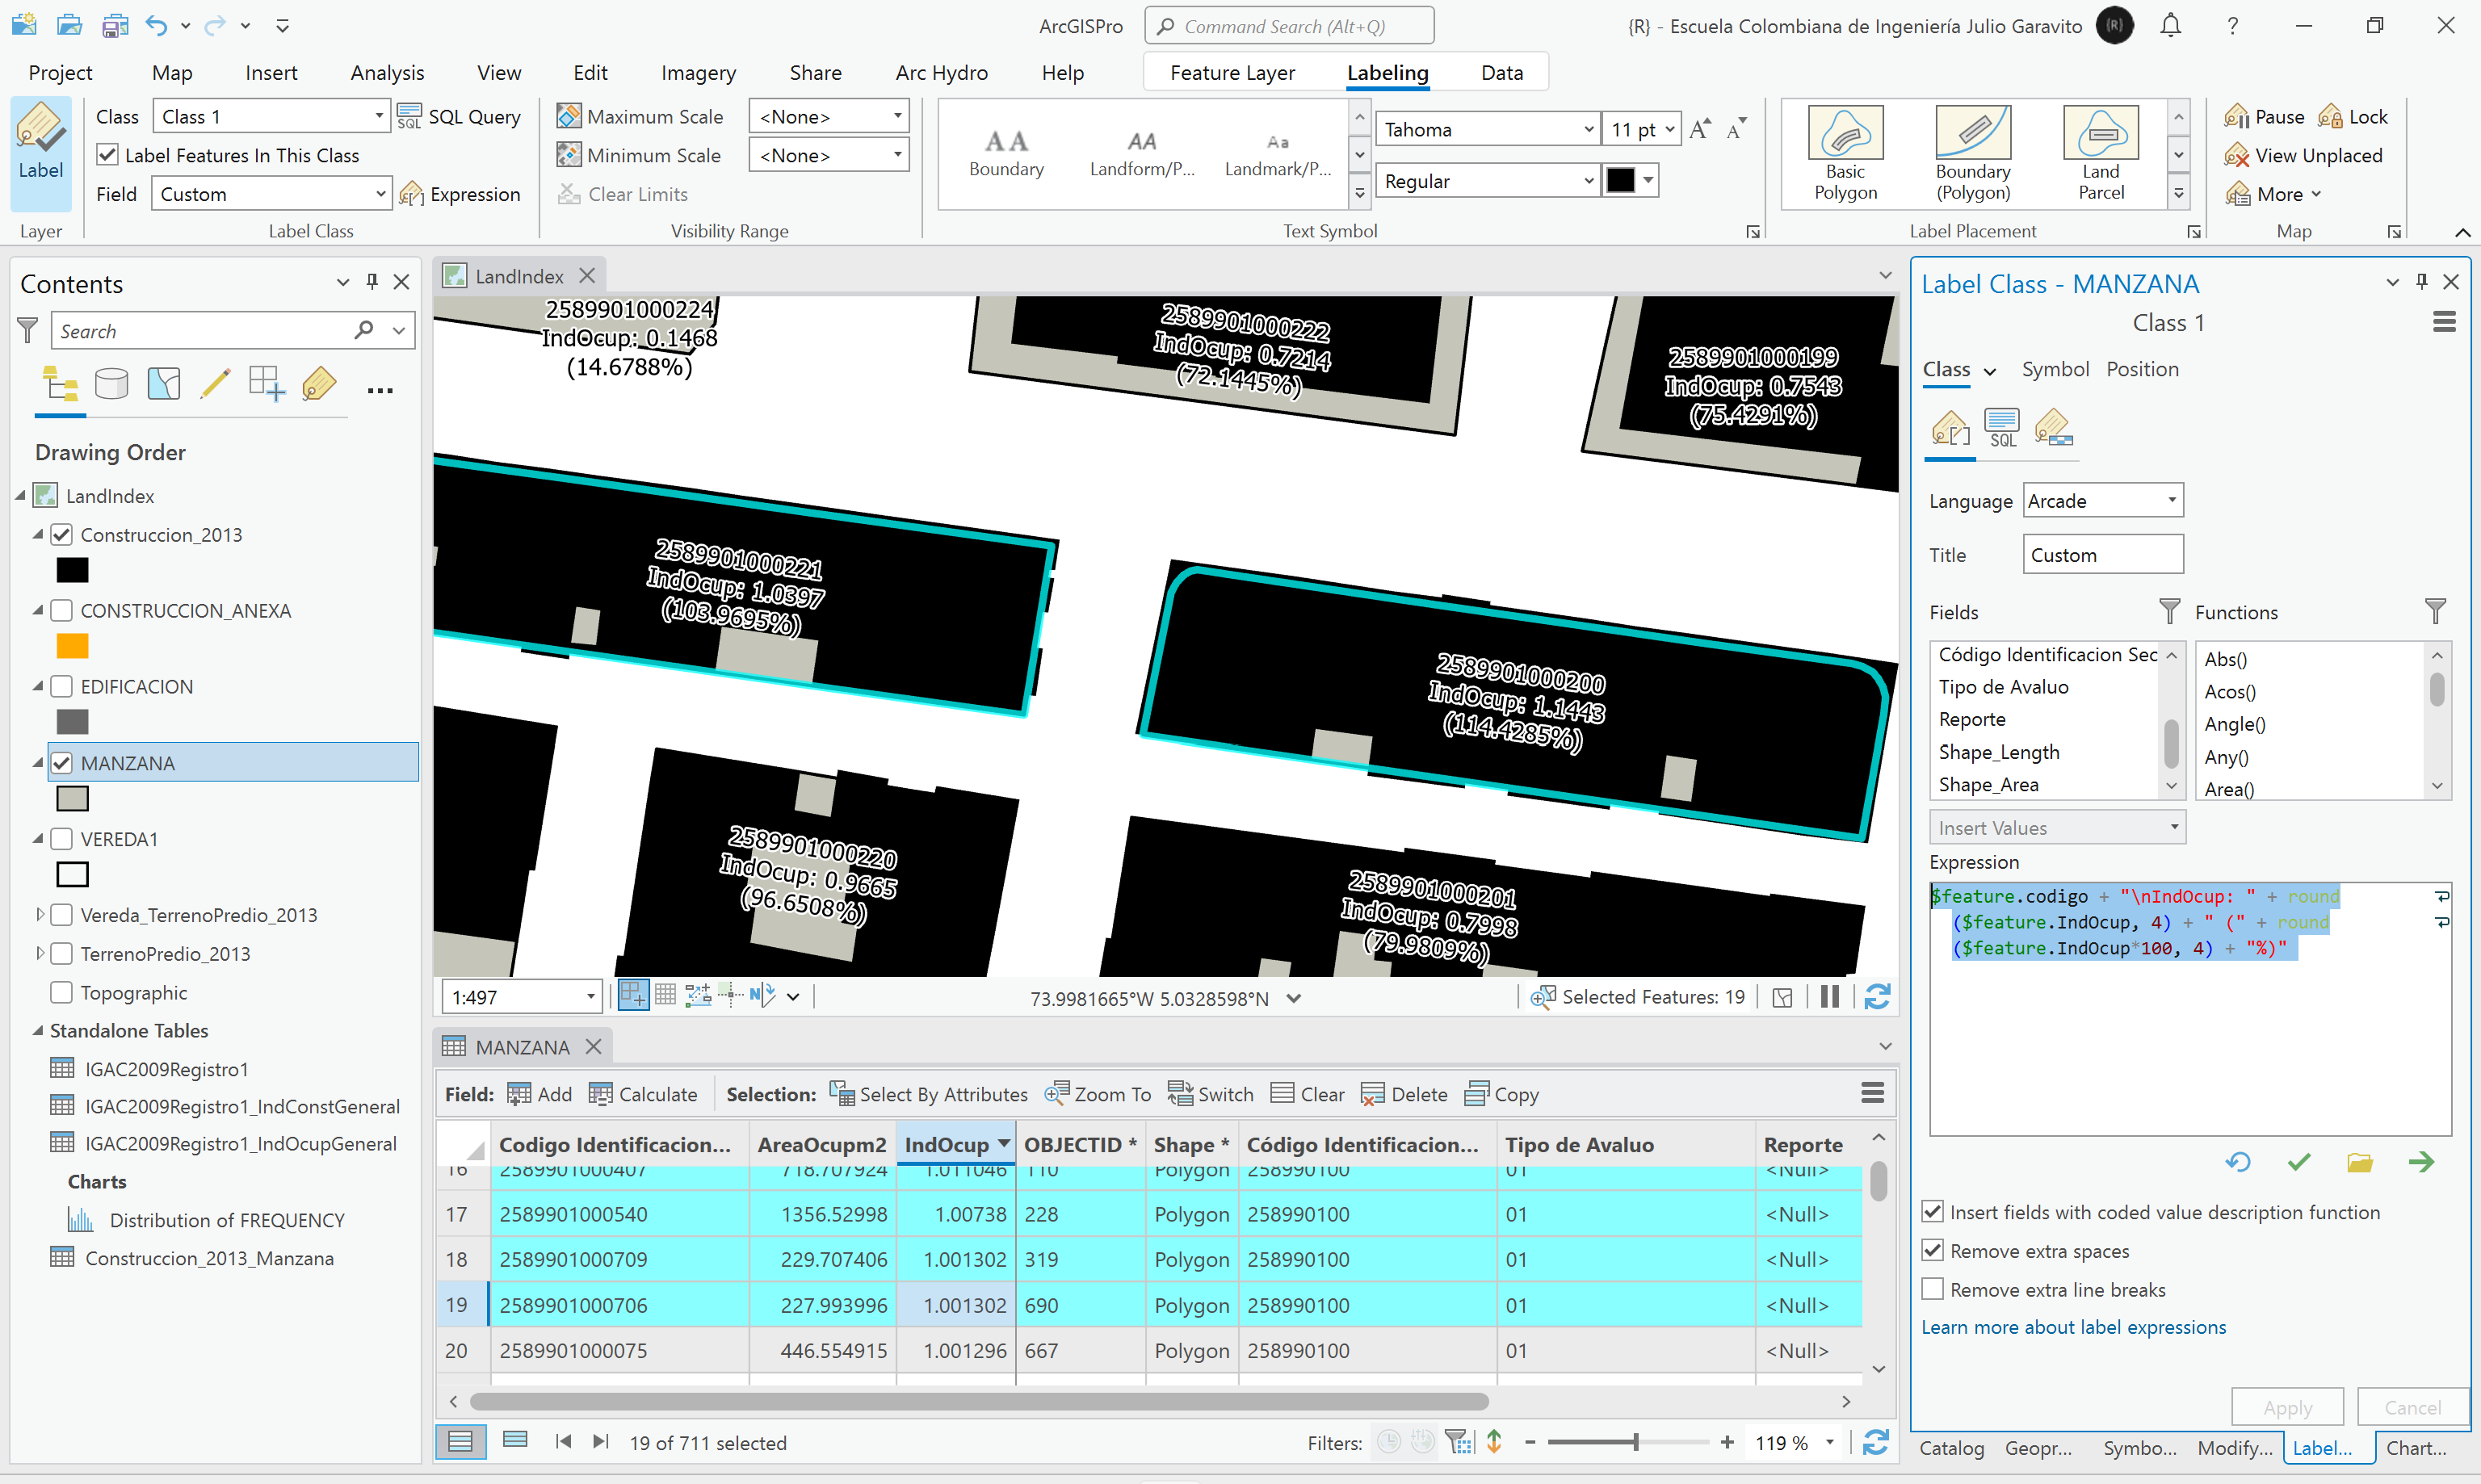 ArcGISPro
Command Search (Alt+Q)
{R} - Escuela Colombiana de Ingeniería Julio Garavito
{R}
Project
Map
Insert
Analysis
View
Edit
Imagery
Share
Arc Hydro
Help
Feature Layer
Labeling
Data
Label
Layer
Class
Class 1
SQL Query
Label Features In This Class
Field
Custom
Expression
Label Class
Maximum Scale
<None>
Minimum Scale
<None>
Clear Limits
Visibility Range
Boundary
Landform/P...
Landmark/P...
Tahoma
11 pt
Regular
Text Symbol
Basic
Polygon
Boundary
(Polygon)
Land
Parcel
Label Placement
Pause
Lock
View Unplaced
More
Map
Contents
Search
Drawing Order
LandIndex
Construccion_2013
CONSTRUCCION_ANEXA
EDIFICACION
MANZANA
VEREDA1
Vereda_TerrenoPredio_2013
TerrenoPredio_2013
Topographic
Standalone Tables
IGAC2009Registro1
IGAC2009Registro1_IndConstGeneral
IGAC2009Registro1_IndOcupGeneral
Charts
Distribution of FREQUENCY
Construccion_2013_Manzana
LandIndex
2589901000224
IndOcup: 0.1468
(14.6788%)
2589901000222
IndOcup: 0.7214
(72.1445%)
2589901000199
IndOcup: 0.7543
(75.4291%)
2589901000221
IndOcup: 1.0397
(103.9695%)
2589901000200
IndOcup: 1.1443
(114.4285%)
2589901000220
IndOcup: 0.9665
(96.6508%)
2589901000201
IndOcup: 0.7998
(79.9809%)
1:497
73.9981665°W 5.0328598°N
Selected Features: 19
MANZANA
Field: Add Calculate Selection: Select By Attributes Zoom To Switch Clear Delete Copy
Codigo Identificacion... AreaOcupm2 IndOcup OBJECTID * Shape * Código Identificacion... Tipo de Avaluo Reporte
16 2589901000407 718.707924 1.011046 110 Polygon 258990100 01 <Null>
17 2589901000540 1356.52998 1.00738 228 Polygon 258990100 01 <Null>
18 2589901000709 229.707406 1.001302 319 Polygon 258990100 01 <Null>
19 2589901000706 227.993996 1.001302 690 Polygon 258990100 01 <Null>
20 2589901000075 446.554915 1.001296 667 Polygon 258990100 01 <Null>
19 of 711 selected
Filters:
119 %
Label Class - MANZANA
Class 1
Class
Symbol
Position
SQL
Language
Arcade
Title
Custom
Fields
Functions
Código Identificacion Sec
Tipo de Avaluo
Reporte
Shape_Length
Shape_Area
Abs()
Acos()
Angle()
Any()
Area()
Insert Values
Expression
$feature.codigo + "\nIndOcup: " + round
($feature.IndOcup, 4) + " (" + round
($feature.IndOcup*100, 4) + "%)"
Insert fields with coded value description function
Remove extra spaces
Remove extra line breaks
Learn more about label expressions
Apply
Cancel
Catalog
Geopr...
Symbo...
Modify...
Label...
Chart...